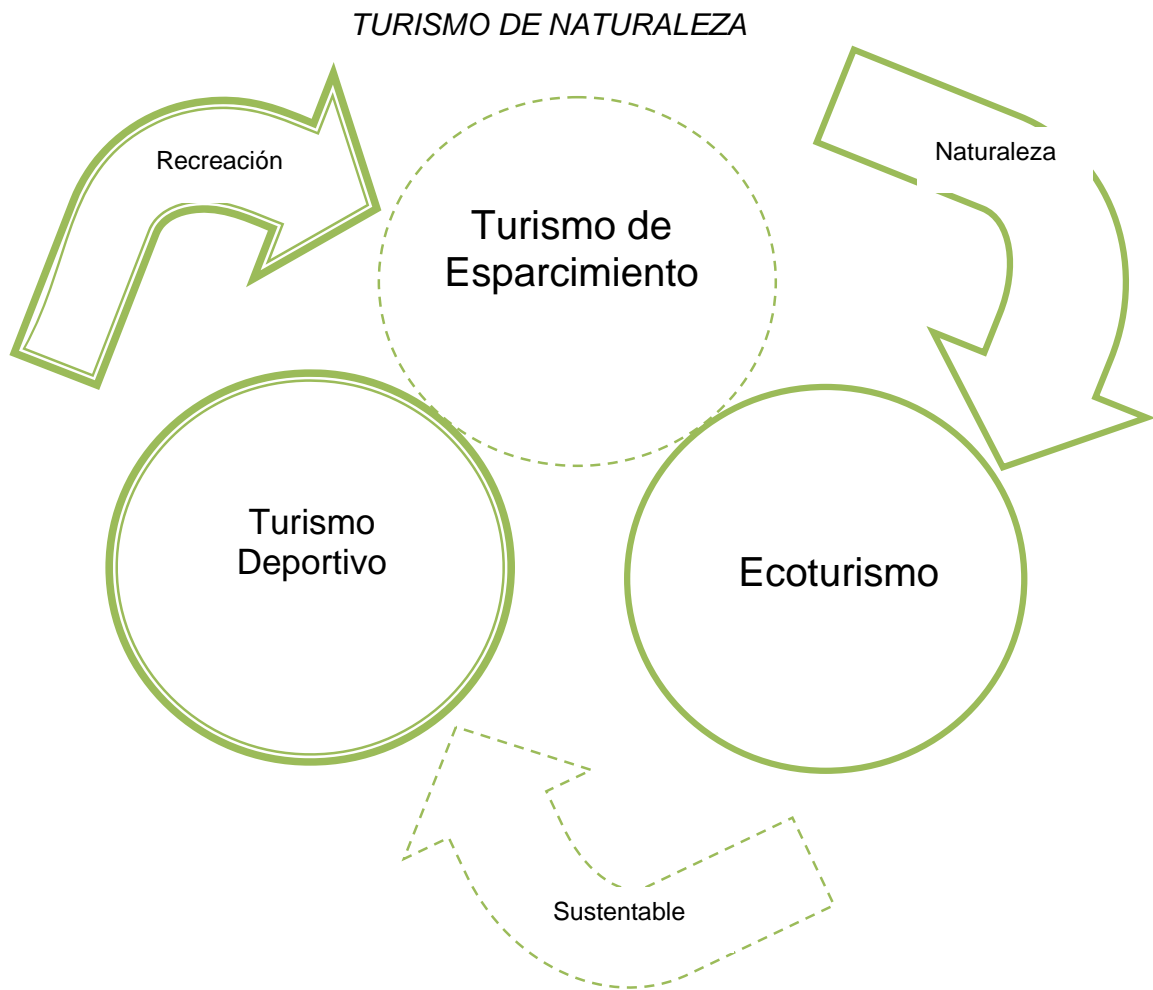 TURISMO DE NATURALEZA
Recreación
Naturaleza
Turismo de
Esparcimiento
Turismo
Deportivo
Ecoturismo
Sustentable